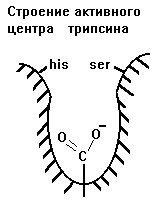 Строение активного
центра трипсина
his ser
O O⁻
C